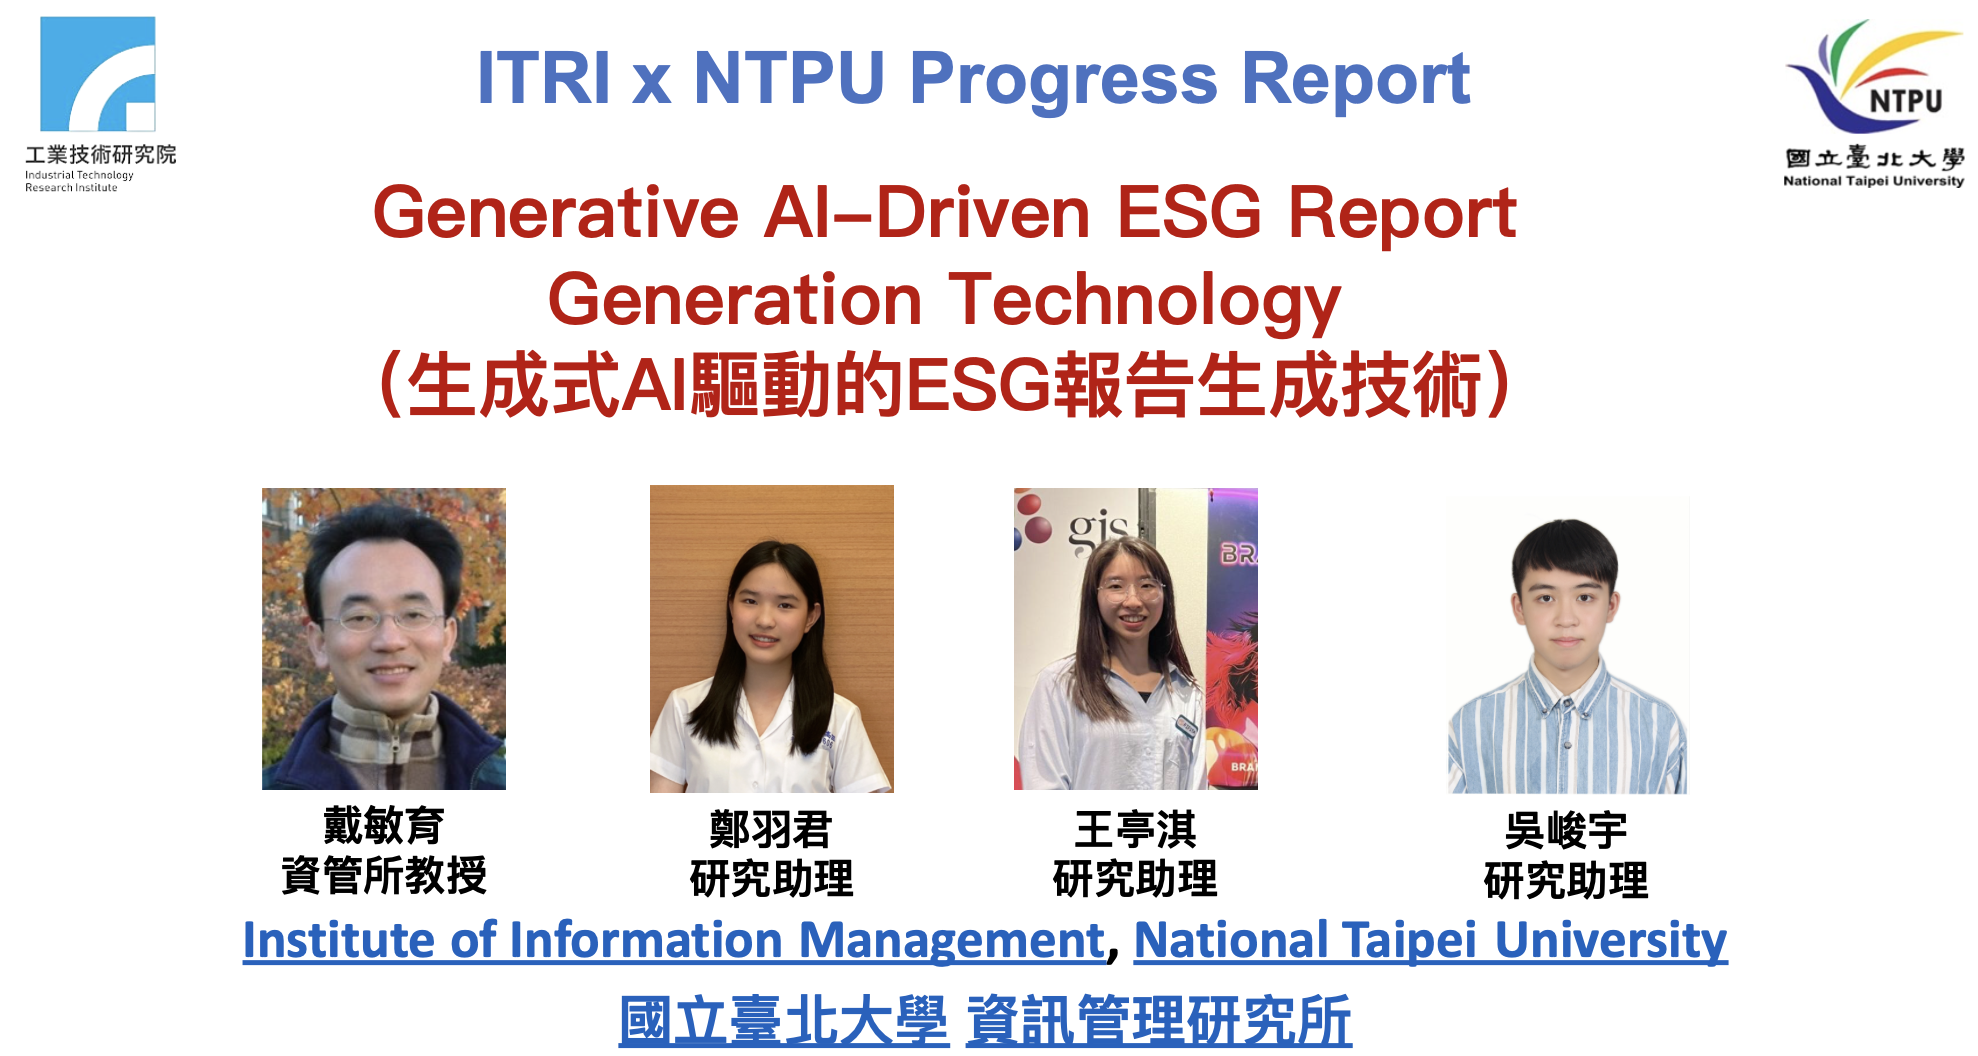 工業技術研究院
Industrial Technology
Research Institute
ITRI x NTPU Progress Report
NTPU
國立臺北大學
National Taipei University
Generative AI–Driven ESG Report
Generation Technology
（生成式AI驅動的ESG報告生成技術）
gis
BRA
BRAN
戴敏育
資管所教授
鄭羽君
研究助理
王亭淇
研究助理
吳峻宇
研究助理
Institute of Information Management, National Taipei University
國立臺北大學 資訊管理研究所